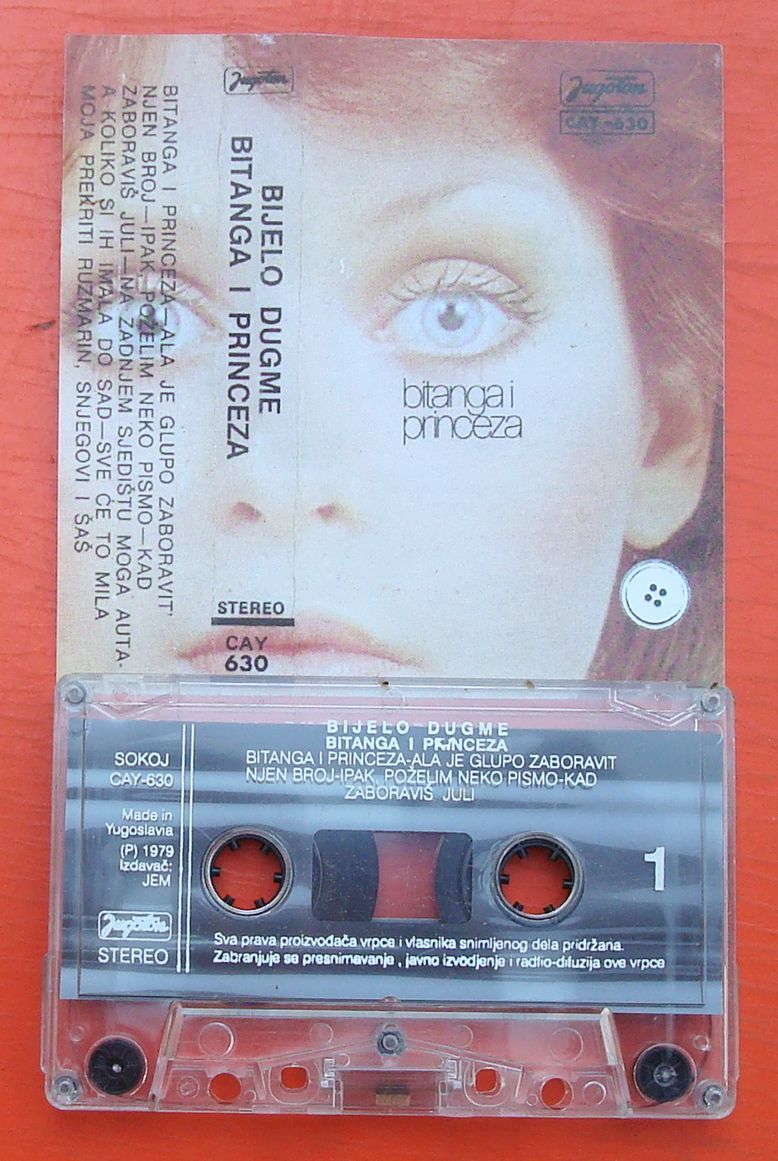 Jugoton
CAY-630
Jugoton
BIJELO DUGME
BITANGA I PRINCEZA
STEREO
CAY
630
BITANGA I PRINCEZA—ALA JE GLUPO ZABORAVIT'
NJEN BROJ—IPAK, POŽELIM NEKO PISMO—KAD
ZABORAVIŠ JULI—NA ZADNJEM SJEDIŠTU MOGA AUTA-
A KOLIKO SI IH IMALA DO SAD—SVE ĆE TO MILA
MOJA PREKRITI RUZMARIN, SNJEGOVI I ŠAŠ
bitanga i
princeza
BIJELO DUGME
BITANGA I PRINCEZA
BITANGA I PRINCEZA-ALA JE GLUPO ZABORAVIT
NJEN BROJ-IPAK, POŽELIM NEKO PISMO-KAD
ZABORAVIŠ JULI
SOKOJ
CAY-630
Made in
Yugoslavia
(P) 1979
Izdavač:
JEM
Jugoton
STEREO
1
Sva prava proizvođača vrpce i vlasnika snimljenog dela pridržana.
Zabranjuje se presnimavanje , javno izvodjenje i radio-difuzija ove vrpce